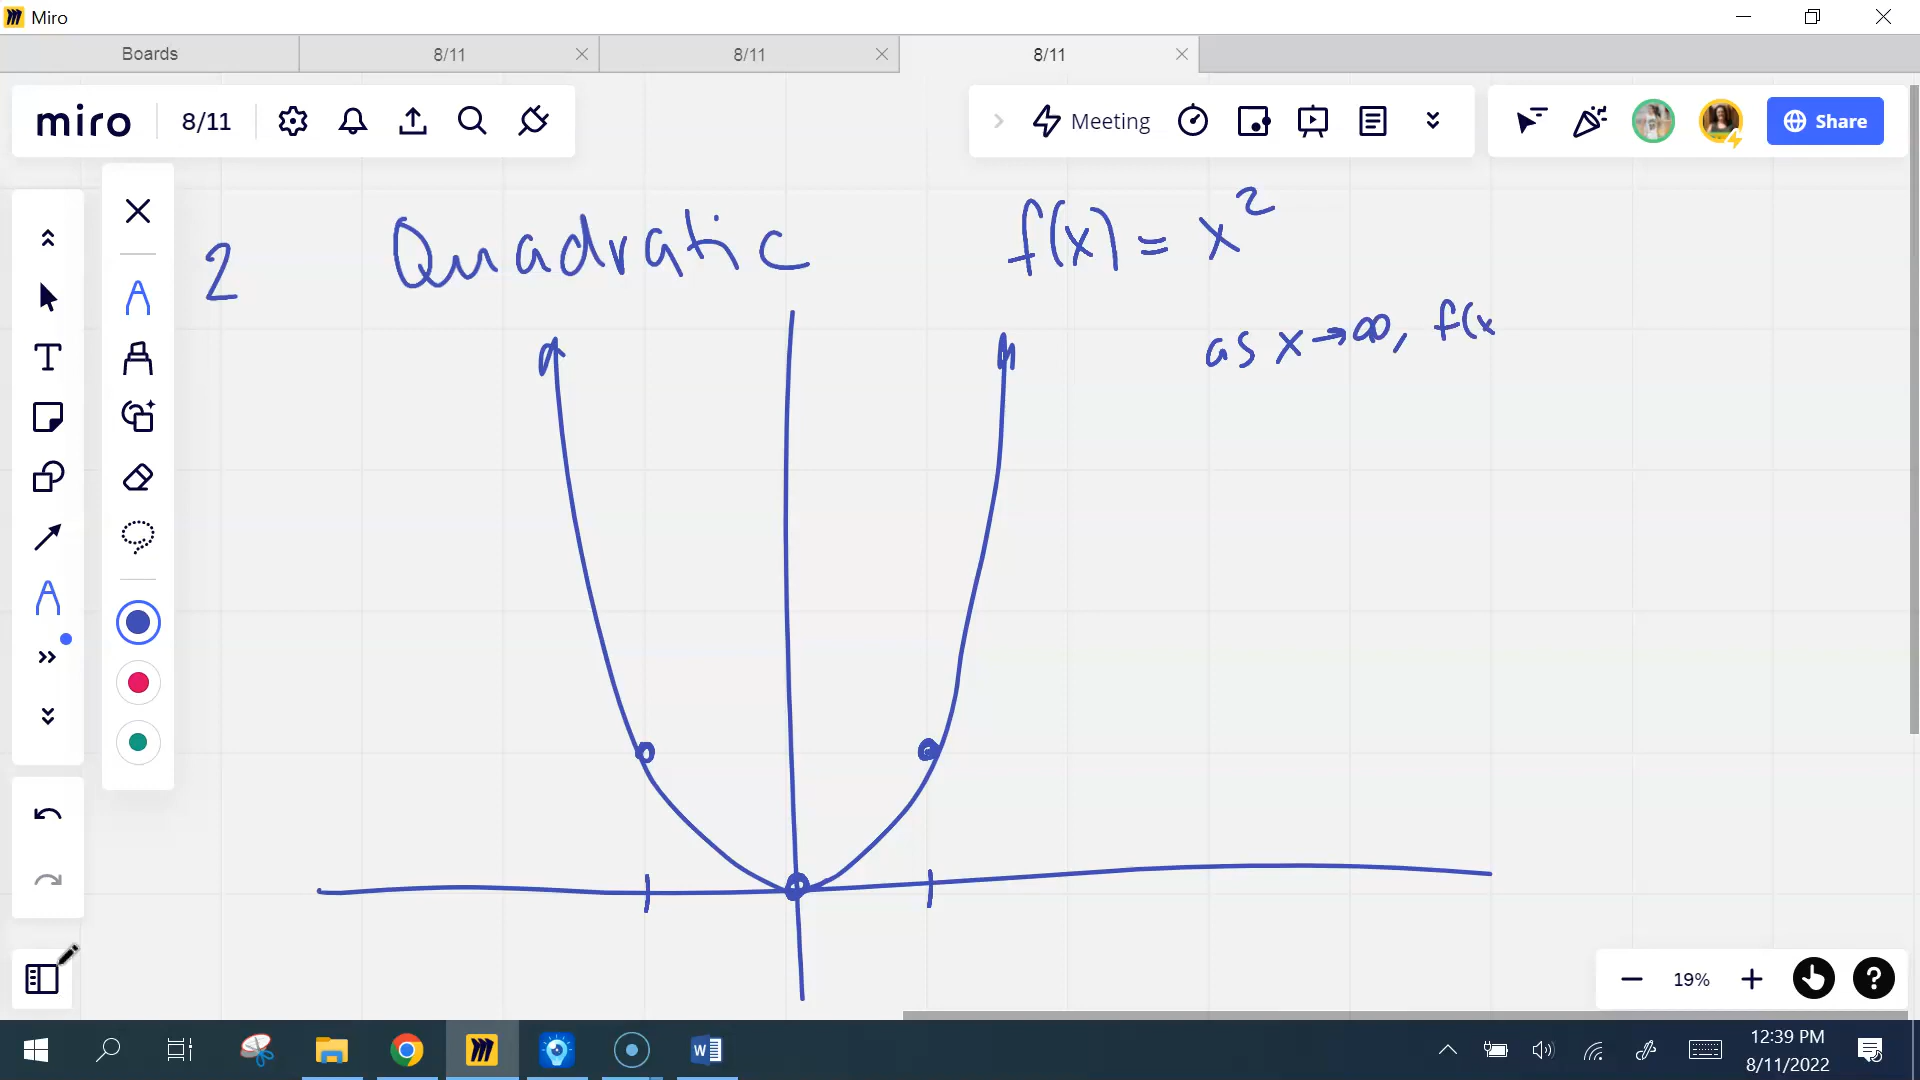 Miro
Boards
8/11
8/11
8/11
miro
8/11
Meeting
Share
2 Quadratic f(x) = x²
as x→∞, f(x
19%
12:39 PM
8/11/2022